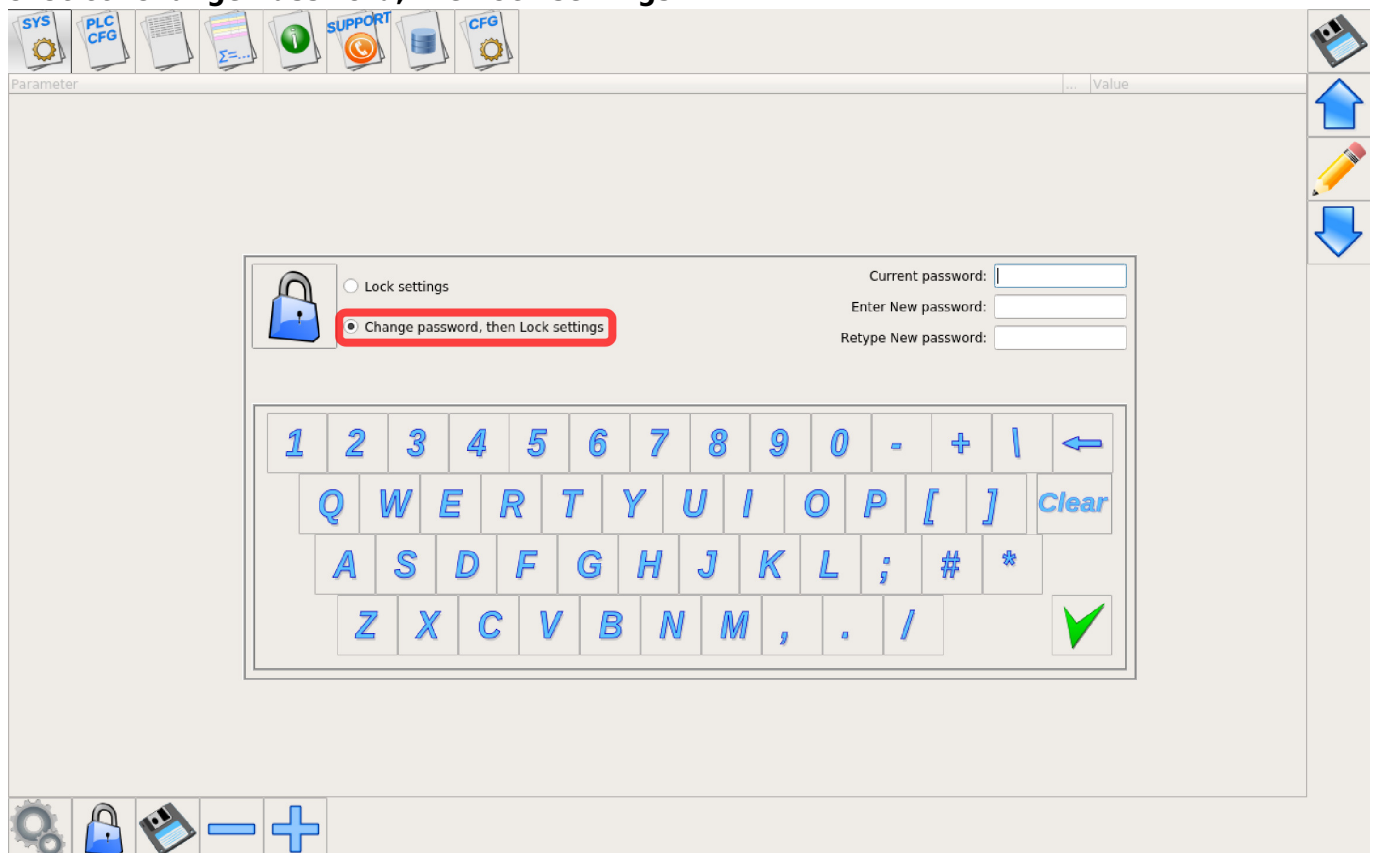 SYS
PLC
CFG
Σ=...
SUPPORT
CFG
Parameter ... Value
Lock settings
Change password, then Lock settings
Current password:
Enter New password:
Retype New password:
1 2 3 4 5 6 7 8 9 0 - + \
Q W E R T Y U I O P [ ] Clear
A S D F G H J K L ; # *
Z X C V B N M , . /